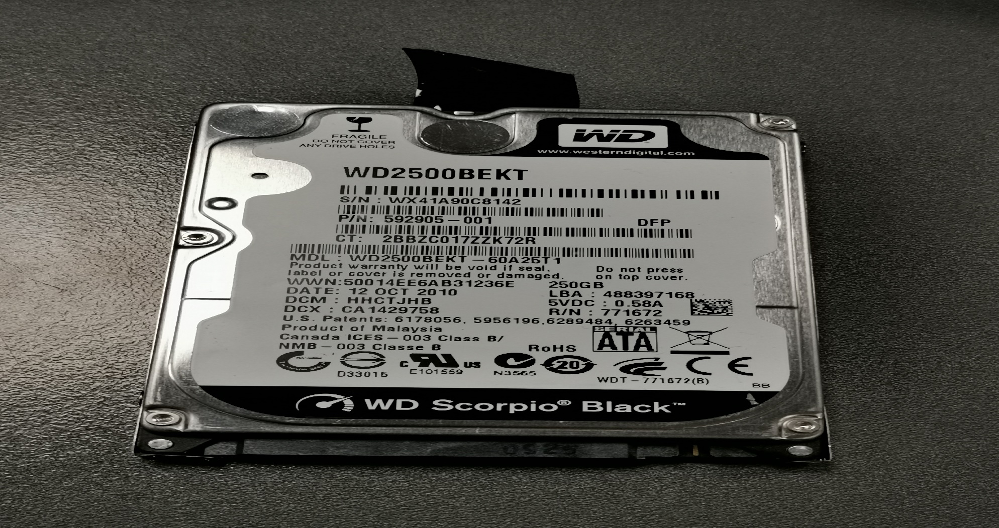 FRAGILE
DO NOT COVER
ANY DRIVE HOLES
WD
www.westerndigital.com
WD2500BEKT
S/N : WX41A90C8142
P/N: 592905-001 DFP
CT: 2BBZC017ZZK72R
MDL : WD2500BEKT-60A25T1
Product warranty will be void if seal,
label or cover is removed or damaged.
Do not press
on top cover.
WWN:50014EE6AB31236E 250GB
DATE: 12 OCT 2010 LBA : 488397168
DCM : HHCTJHB 5VDC : 0.58A
DCX : CA1429758 R/N : 771672
U.S. Patents: 6178056, 5956196,6289484, 6263459
Product of Malaysia
Canada ICES-003 Class B/
NMB-003 Classe B
RoHS
SERIAL
ATA
D33015
C US
E101559
N3565
20
CE
WDT-771672(B)
BB
WD Scorpio® Black™